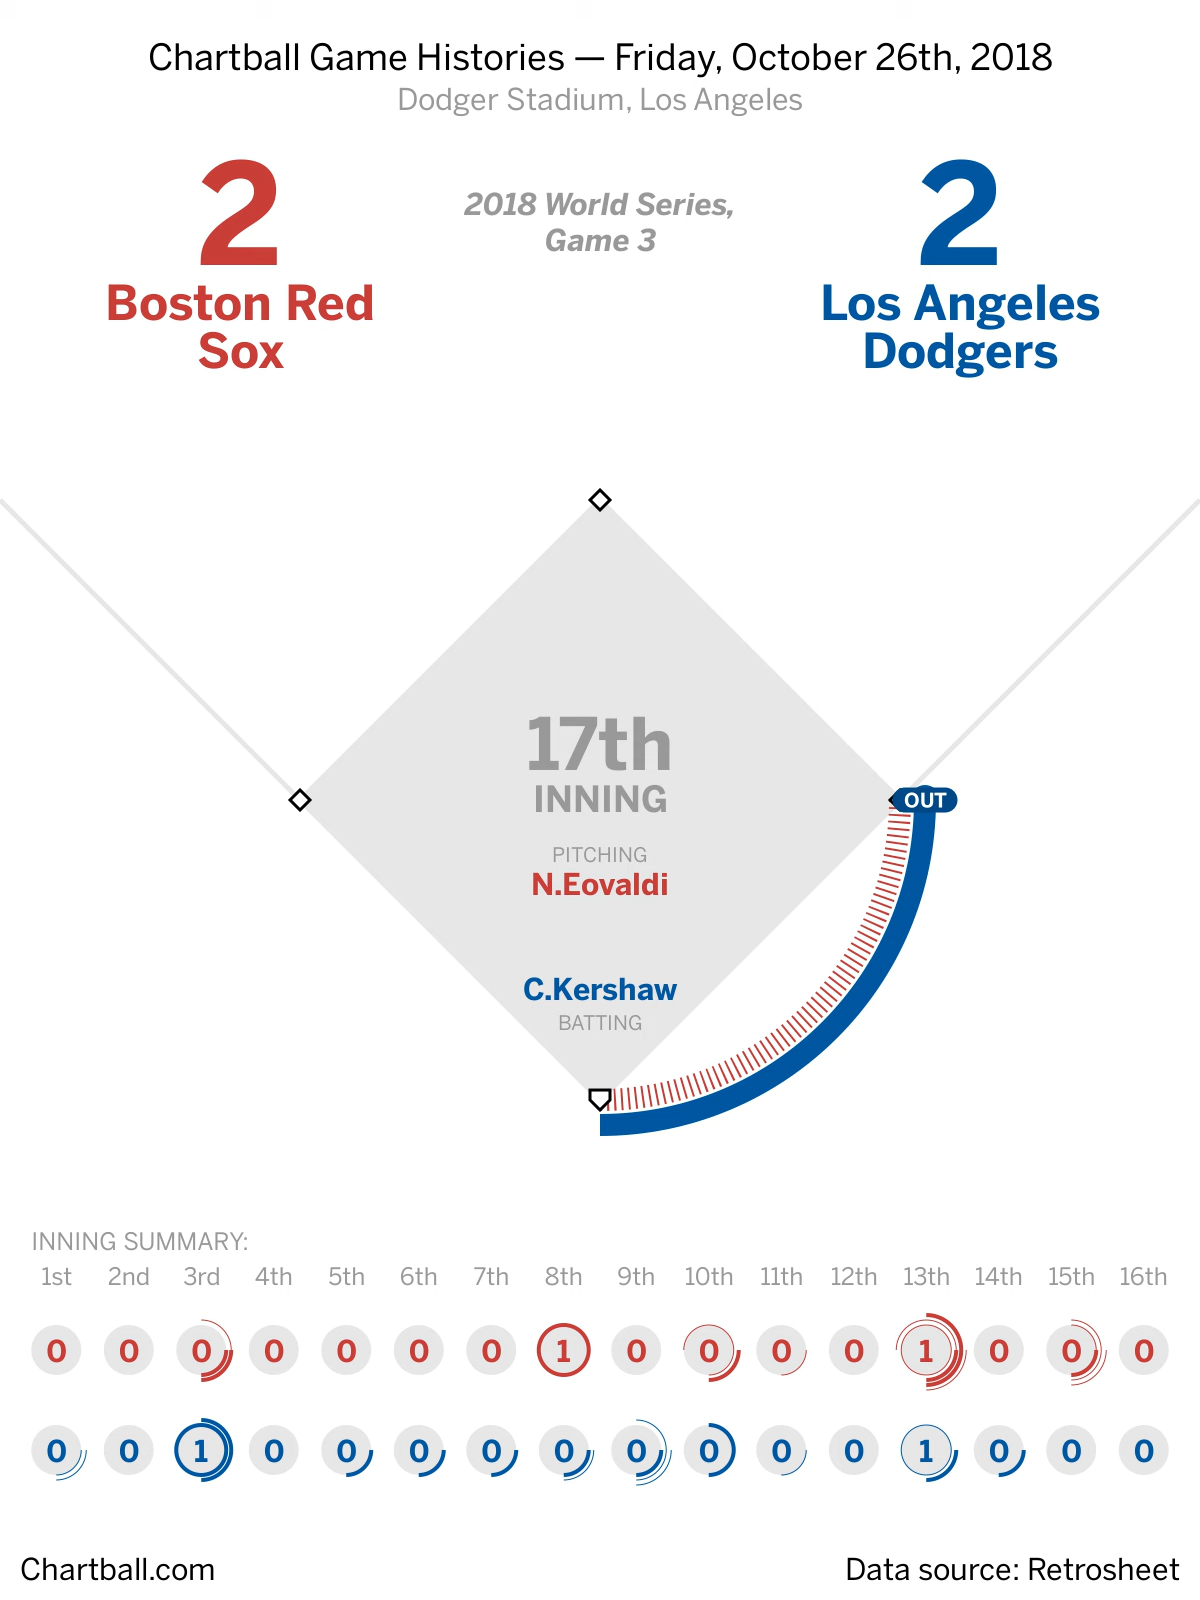 Chartball Game Histories — Friday, October 26th, 2018
Dodger Stadium, Los Angeles
2
Boston Red
Sox
2018 World Series,
Game 3
2
Los Angeles
Dodgers
17th
INNING
PITCHING
N.Eovaldi
OUT
C.Kershaw
BATTING
INNING SUMMARY:
1st 2nd 3rd 4th 5th 6th 7th 8th 9th 10th 11th 12th 13th 14th 15th 16th
0 0 0 0 0 0 0 1 0 0 0 0 1 0 0 0
0 0 1 0 0 0 0 0 0 0 0 0 1 0 0 0
Chartball.com
Data source: Retrosheet